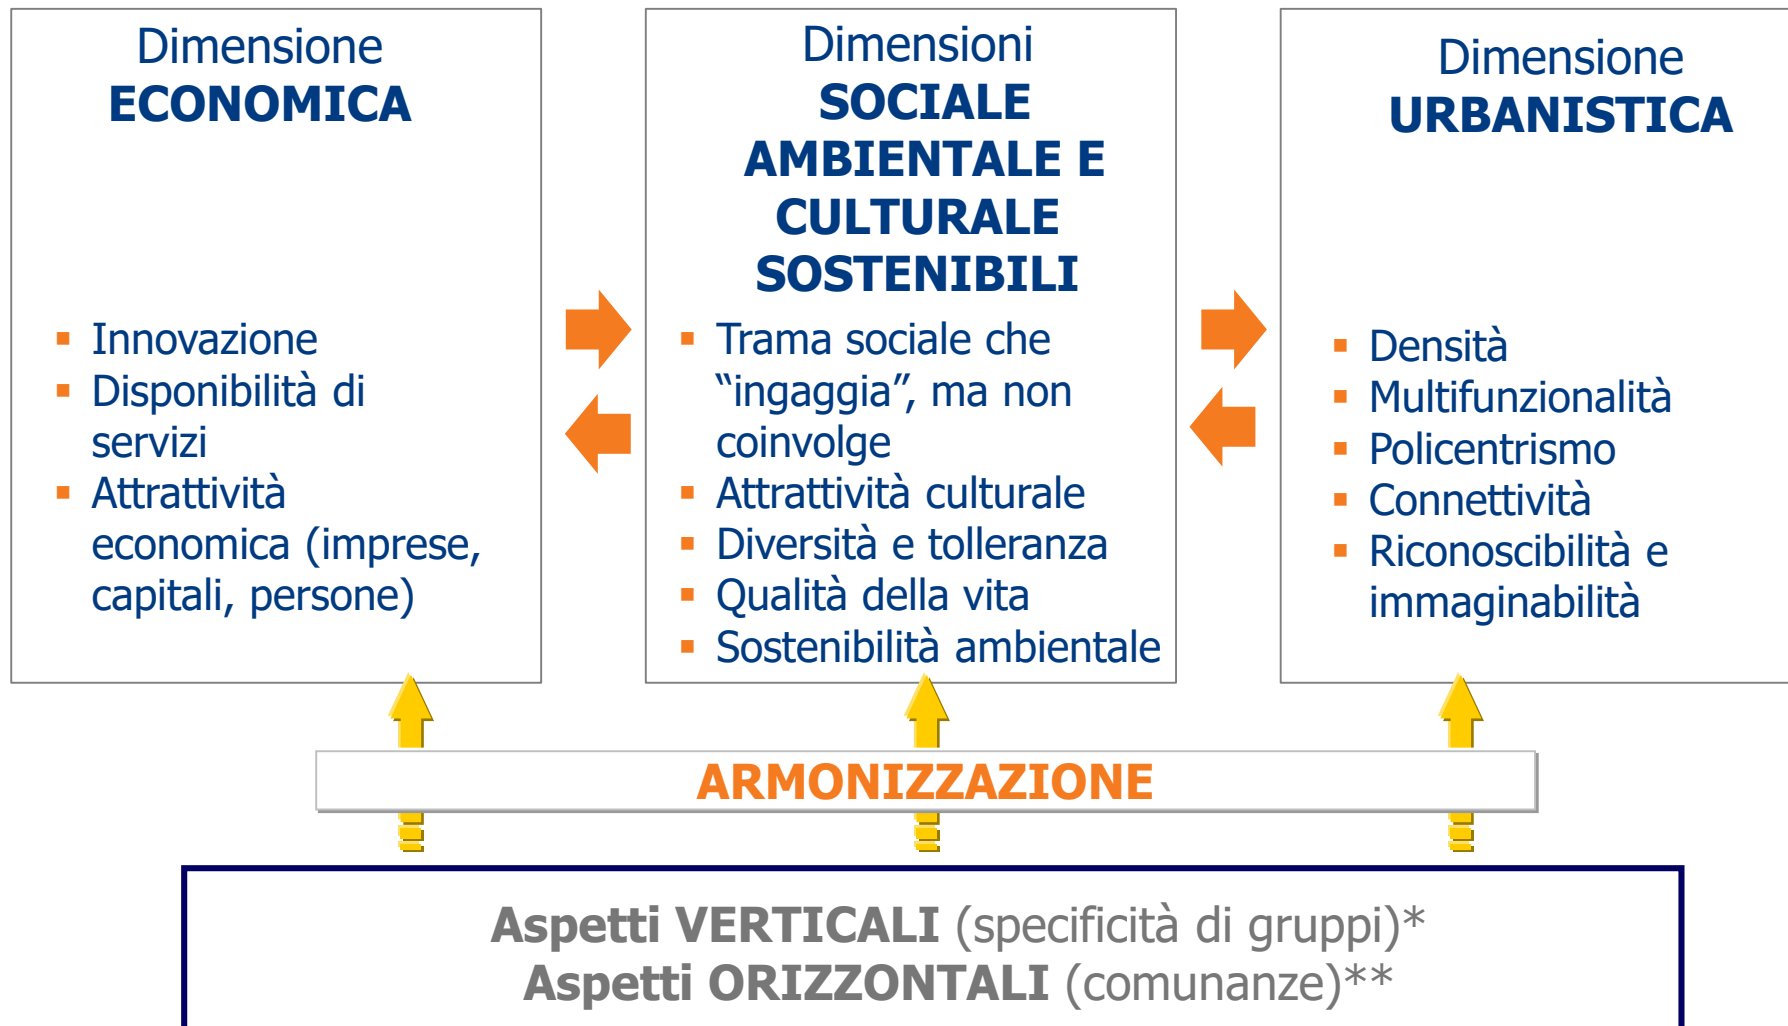 Dimensione
ECONOMICA
▪ Innovazione
▪ Disponibilità di
servizi
▪ Attrattività
economica (imprese,
capitali, persone)
Dimensioni
SOCIALE
AMBIENTALE E
CULTURALE
SOSTENIBILI
▪ Trama sociale che
“ingaggia”, ma non
coinvolge
▪ Attrattività culturale
▪ Diversità e tolleranza
▪ Qualità della vita
▪ Sostenibilità ambientale
Dimensione
URBANISTICA
▪ Densità
▪ Multifunzionalità
▪ Policentrismo
▪ Connettività
▪ Riconoscibilità e
immaginabilità
ARMONIZZAZIONE
Aspetti VERTICALI (specificità di gruppi)*
Aspetti ORIZZONTALI (comunanze)**